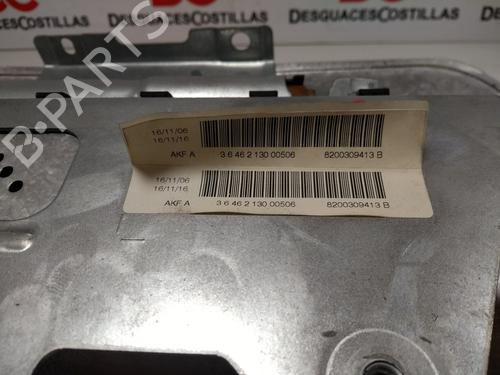 DESGUACESCOSTILLAS
DESGUACESCOSTILLAS
B-PARTS
16/11/06
16/11/16
AKF A 3 6 46 2 130 00506 8200309413 B
16/11/06
16/11/16
AKF A 3 6 46 2 130 00506 8200309413 B